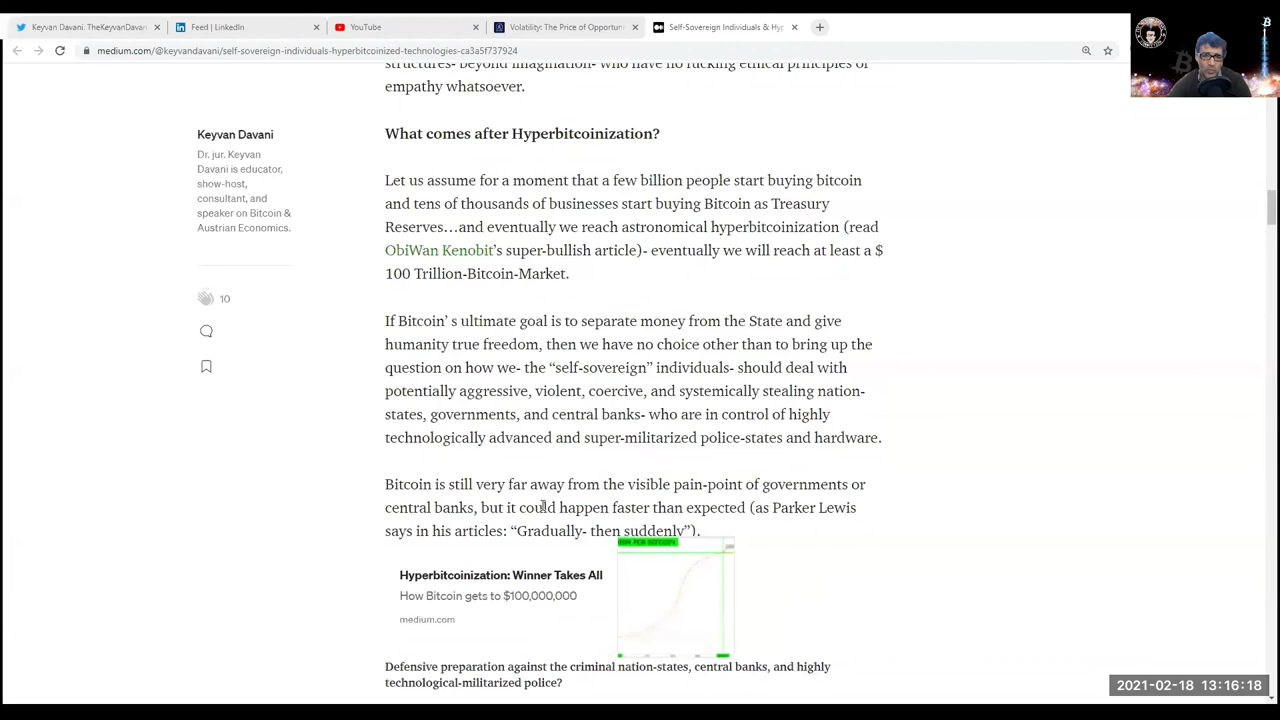 Keyvan Davani. TheKeyvanDavan
Feed | LinkedIn
YouTube
Volatility: The Price of Opportuni
Self-Sovereign Individuals & Hyp
medium.com/@keyvandavani/self-sovereign-individuals-hyperbitcoinized-technologies-ca3a5f737924
structures- beyond imagination- who have no fucking ethical principles or
empathy whatsoever.
Keyvan Davani
Dr. jur. Keyvan
Davani is educator,
show-host,
consultant, and
speaker on Bitcoin &
Austrian Economics.
10
What comes after Hyperbitcoinization?
Let us assume for a moment that a few billion people start buying bitcoin
and tens of thousands of businesses start buying Bitcoin as Treasury
Reserves…and eventually we reach astronomical hyperbitcoinization (read
ObiWan Kenobit's super-bullish article)- eventually we will reach at least a $
100 Trillion-Bitcoin-Market.
If Bitcoin' s ultimate goal is to separate money from the State and give
humanity true freedom, then we have no choice other than to bring up the
question on how we- the “self-sovereign” individuals- should deal with
potentially aggressive, violent, coercive, and systemically stealing nation-
states, governments, and central banks- who are in control of highly
technologically advanced and super-militarized police-states and hardware.
Bitcoin is still very far away from the visible pain-point of governments or
central banks, but it could happen faster than expected (as Parker Lewis
says in his articles: “Gradually- then suddenly”).
Hyperbitcoinization: Winner Takes All
How Bitcoin gets to $100,000,000
medium.com
Defensive preparation against the criminal nation-states, central banks, and highly
technological-militarized police?
2021-02-18 13:16:18